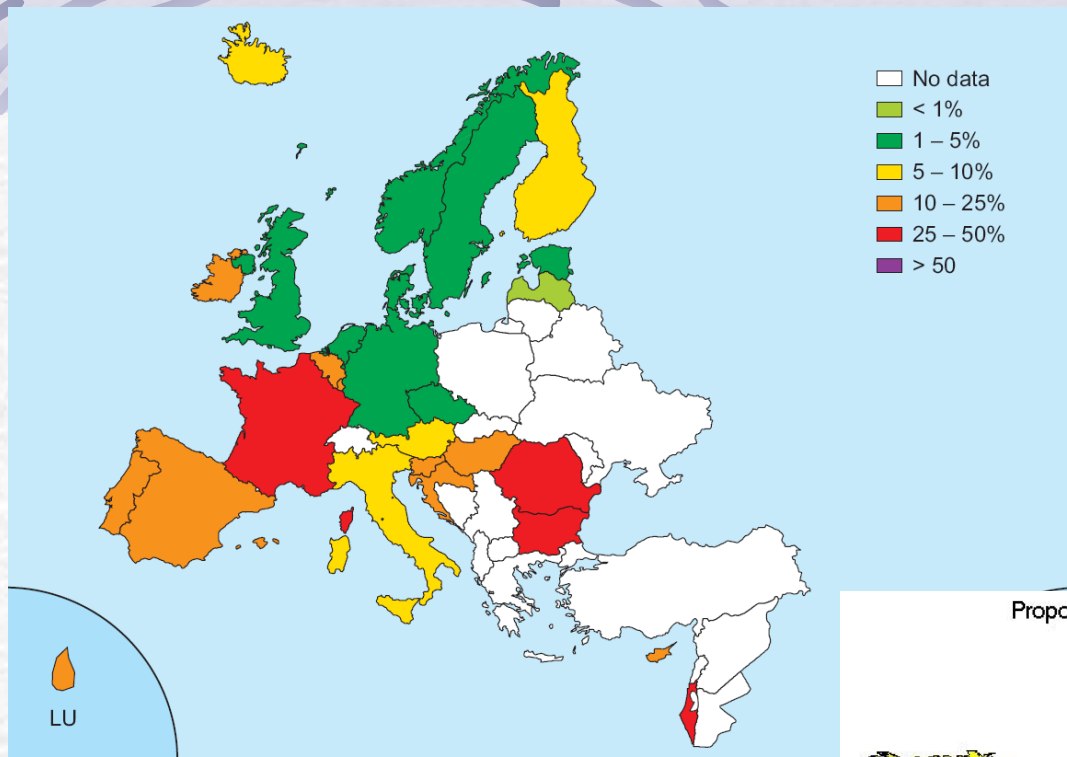 No data
< 1%
1 – 5%
5 – 10%
10 – 25%
25 – 50%
> 50
Propo
LU